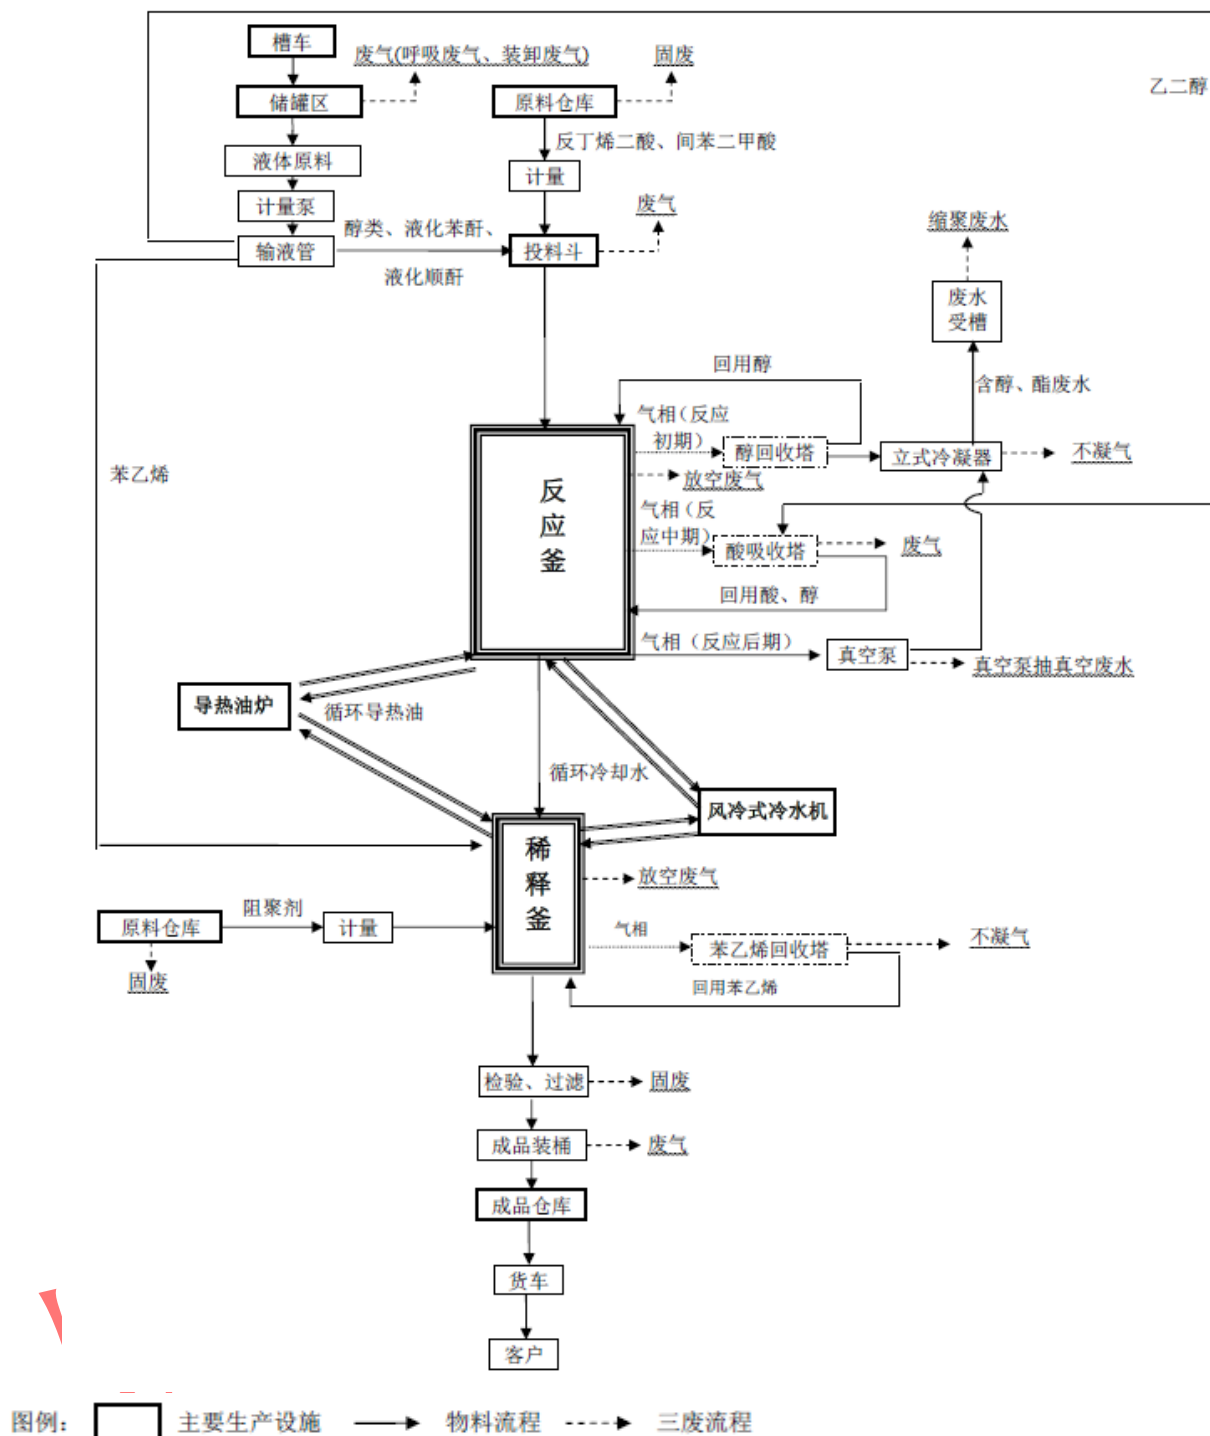 槽车
废气(呼吸废气、装卸废气)
固废
储罐区
原料仓库
乙二醇
反丁烯二酸、间苯二甲酸
液体原料
计量
计量泵
废气
醇类、液化苯酐、
缩聚废水
输液管
投料斗
液化顺酐
废水
受槽
回用醇
含醇、酯废水
气相（反应
初期）
醇回收塔
立式冷凝器
不凝气
苯乙烯
放空废气
反
应
釜
气相（反
应中期）
酸吸收塔
废气
回用酸、醇
气相（反应后期）
真空泵
真空泵抽真空废水
导热油炉
循环导热油
循环冷却水
风冷式冷水机
稀
释
釜
放空废气
阻聚剂
原料仓库
计量
气相
苯乙烯回收塔
不凝气
固废
回用苯乙烯
检验、过滤
固废
成品装桶
废气
成品仓库
货车
客户
图例：
主要生产设施
物料流程
三废流程